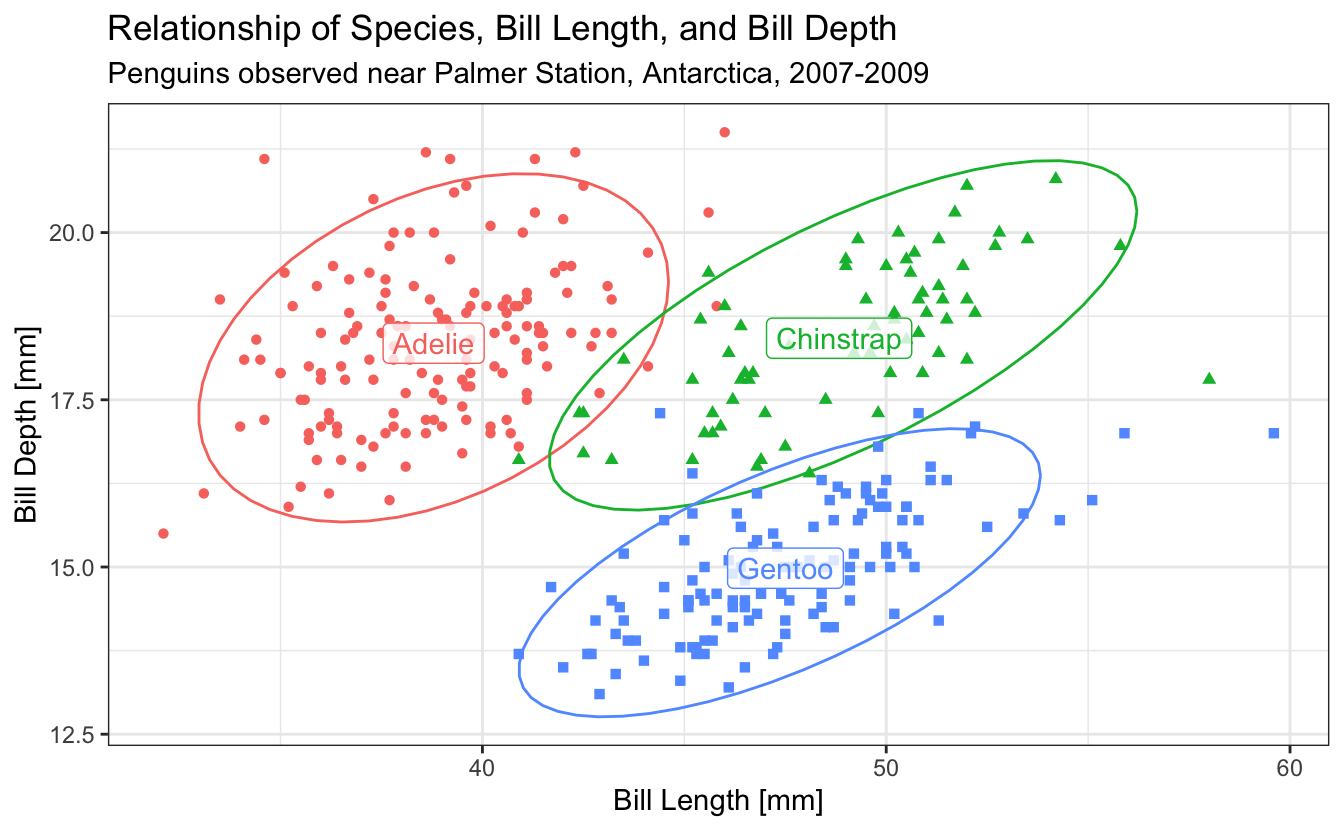 Relationship of Species, Bill Length, and Bill Depth
Penguins observed near Palmer Station, Antarctica, 2007-2009
Bill Depth [mm]
20.0
17.5
15.0
12.5
Adelie
Chinstrap
Gentoo
40
50
60
Bill Length [mm]